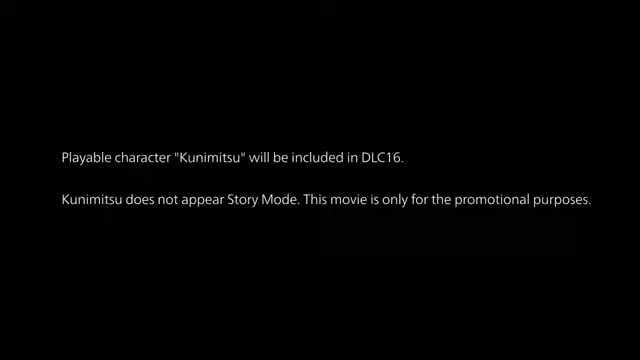 Playable character "Kunimitsu" will be included in DLC16.
Kunimitsu does not appear Story Mode. This movie is only for the promotional purposes.